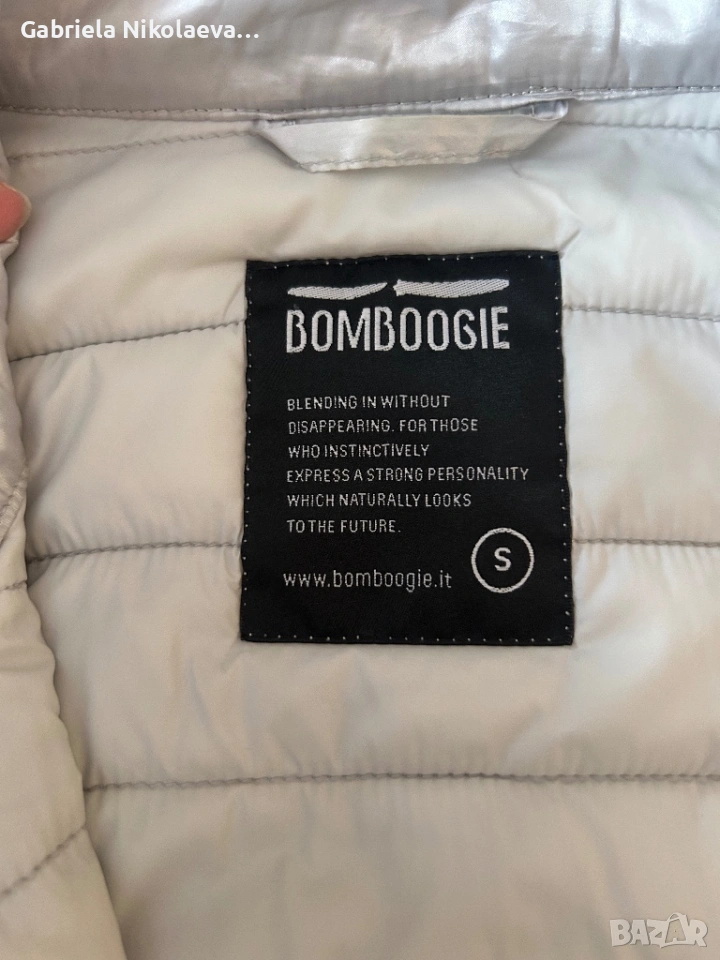 Gabriela Nikolaeva...
BOMBOOGIE
BLENDING IN WITHOUT
DISAPPEARING. FOR THOSE
WHO INSTINCTIVELY
EXPRESS A STRONG PERSONALITY
WHICH NATURALLY LOOKS
TO THE FUTURE.
S
www.bomboogie.it
BAZAR